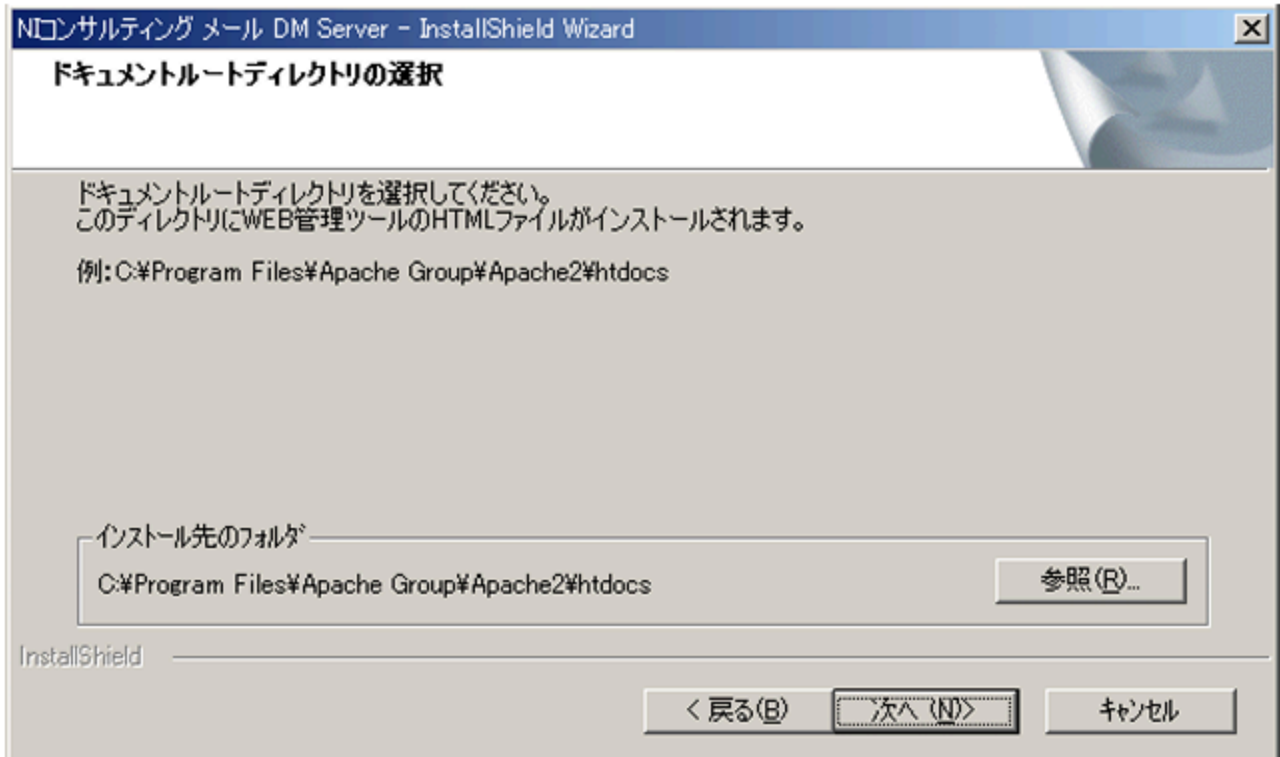 NIコンサルティング メール DM Server - InstallShield Wizard
ドキュメントルートディレクトリの選択
ドキュメントルートディレクトリを選択してください。
このディレクトリにWEB管理ツールのHTMLファイルがインストールされます。
例:C:¥Program Files¥Apache Group¥Apache2¥htdocs
インストール先のフォルダ
C:¥Program Files¥Apache Group¥Apache2¥htdocs
参照(R)...
InstallShield
< 戻る(B)
次へ (N)>
キャンセル